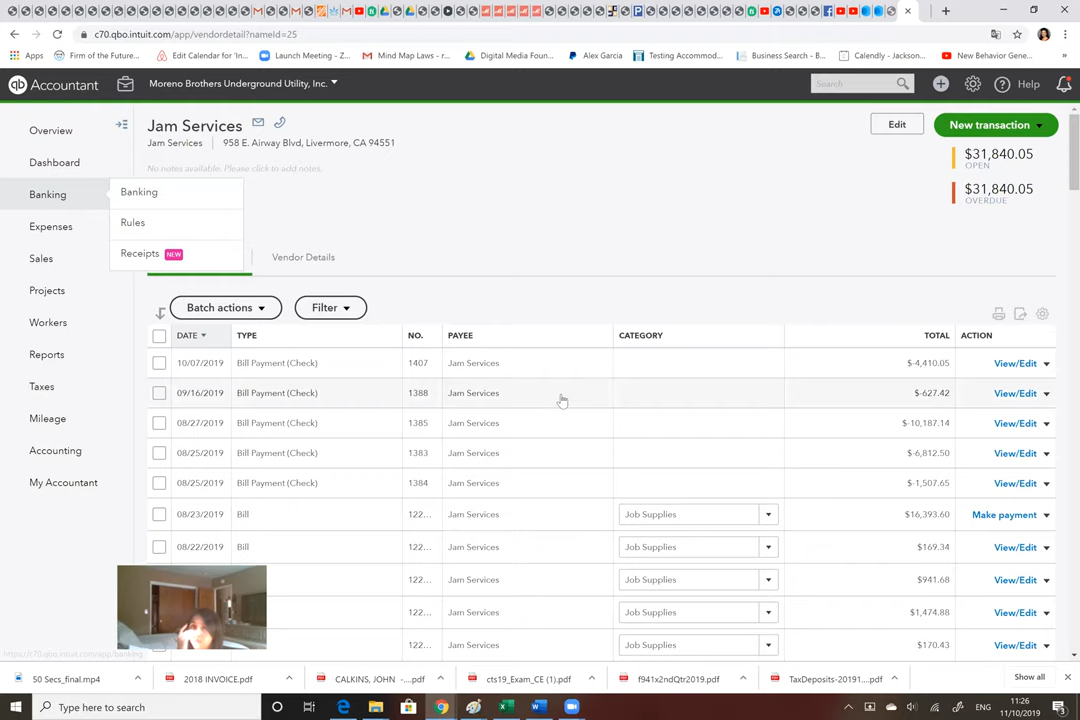 c70.qbo.intuit.com/app/vendordetail?nameId=25
Apps
Firm of the Future...
Edit Calendar for 'In...
Launch Meeting - Z...
Mind Map Laws - r...
Digital Media Foun...
Alex Garcia
Testing Accommod...
Business Search - B...
Calendly - Jackson...
New Behavior Gene...
»
qb Accountant
Moreno Brothers Underground Utility, Inc.
Search
Help
Overview
Dashboard
Banking
Expenses
Sales
Projects
Workers
Reports
Taxes
Mileage
Accounting
My Accountant
Banking
Rules
Receipts NEW
Jam Services
Jam Services | 958 E. Airway Blvd, Livermore, CA 94551
No notes available. Please click to add notes.
Edit
New transaction
$31,840.05
OPEN
$31,840.05
OVERDUE
Vendor Details
Batch actions
Filter
DATE TYPE NO. PAYEE CATEGORY TOTAL ACTION
10/07/2019 Bill Payment (Check) 1407 Jam Services $-4,410.05 View/Edit
09/16/2019 Bill Payment (Check) 1388 Jam Services $-627.42 View/Edit
08/27/2019 Bill Payment (Check) 1385 Jam Services $-10,187.14 View/Edit
08/25/2019 Bill Payment (Check) 1383 Jam Services $-6,812.50 View/Edit
08/25/2019 Bill Payment (Check) 1384 Jam Services $-1,507.65 View/Edit
08/23/2019 Bill 122... Jam Services Job Supplies $16,393.60 Make payment
08/22/2019 Bill 122... Jam Services Job Supplies $169.34 View/Edit
122... Jam Services Job Supplies $941.68 View/Edit
122... Jam Services Job Supplies $1,474.88 View/Edit
122... Jam Services Job Supplies $170.43 View/Edit
https://c70.qbo.intuit.com/app/banking
50 Secs_final.mp4
2018 INVOICE.pdf
CALKINS, JOHN -....pdf
cts19_Exam_CE (1).pdf
f941x2ndQtr2019.pdf
TaxDeposits-20191....pdf
Show all
Type here to search
11:26
11/10/2019
3